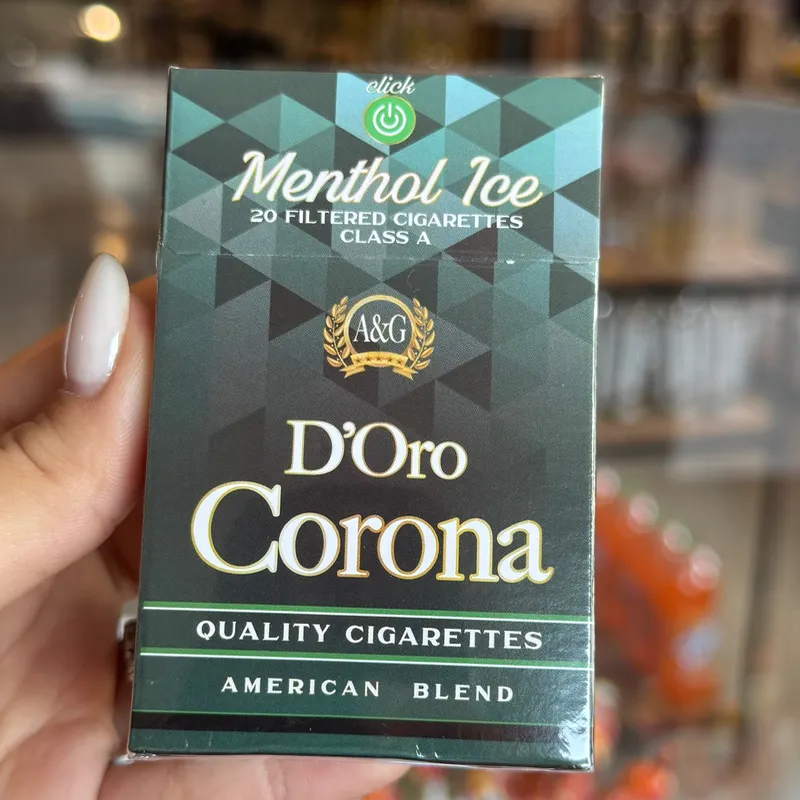 click
Menthol Ice
20 FILTERED CIGARETTES
CLASS A
A&G
D'Oro
Corona
QUALITY CIGARETTES
AMERICAN BLEND